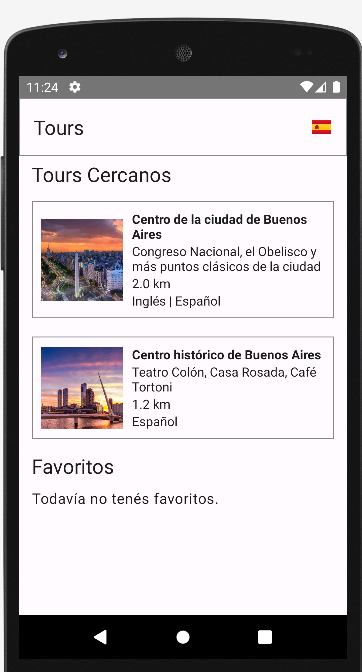 11:24
Tours
Tours Cercanos
Centro de la ciudad de Buenos
Aires
Congreso Nacional, el Obelisco y
más puntos clásicos de la ciudad
2.0 km
Inglés | Español
Centro histórico de Buenos Aires
Teatro Colón, Casa Rosada, Café
Tortoni
1.2 km
Español
Favoritos
Todavía no tenés favoritos.